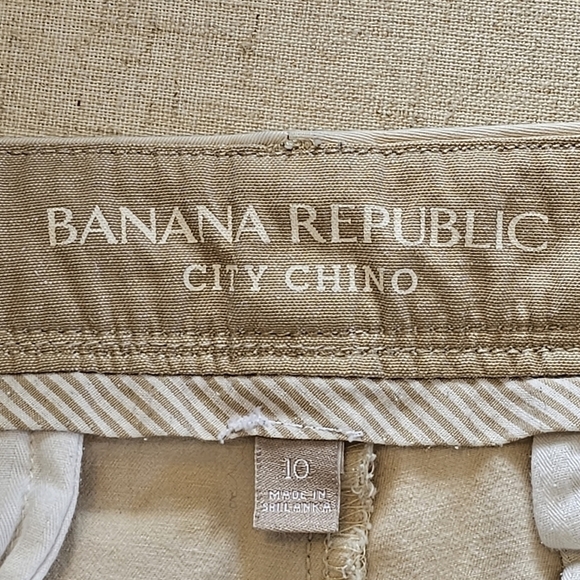 BANANA REPUBLIC
CITY CHINO
10
MADE IN
SRI LANKA